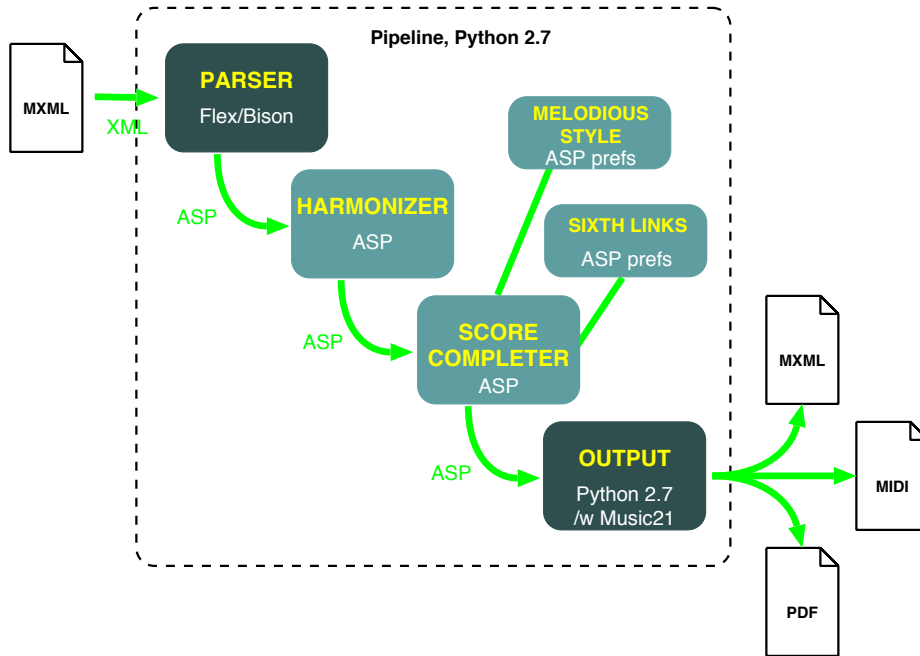 Pipeline, Python 2.7
MXML
XML
PARSER
Flex/Bison
MELODIOUS
STYLE
ASP prefs
ASP
HARMONIZER
ASP
SIXTH LINKS
ASP prefs
ASP
SCORE
COMPLETER
ASP
MXML
ASP
OUTPUT
Python 2.7
/w Music21
MIDI
PDF